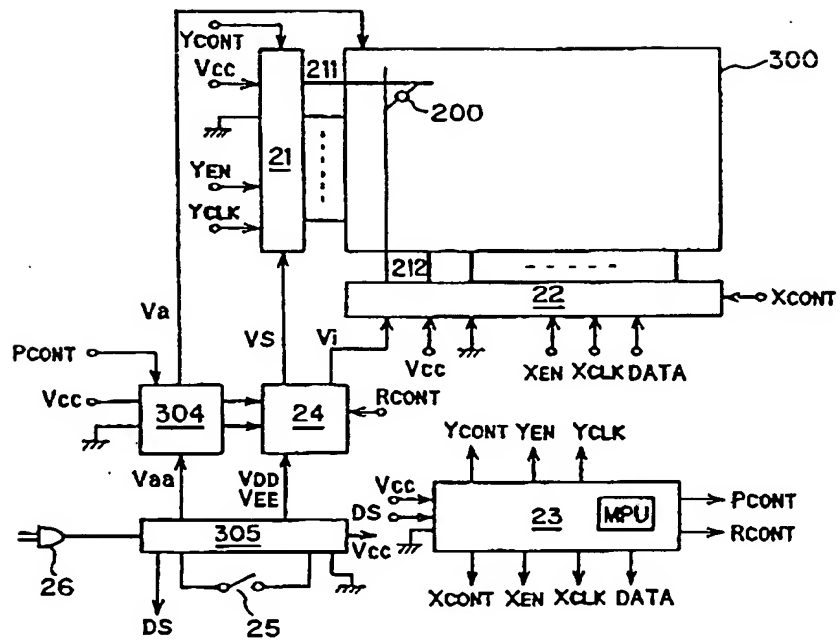 YCONT
Vcc
211
300
200
21
YEN
YCLK
212
22
XCONT
Va
VS
Vi
Vcc
XEN XCLK DATA
PCONT
Vcc
304
24
RCONT
Vaa
VDD
VEE
YCONT YEN YCLK
Vcc
DS
23
MPU
PCONT
RCONT
305
Vcc
26
25
DS
XCONT XEN XCLK DATA